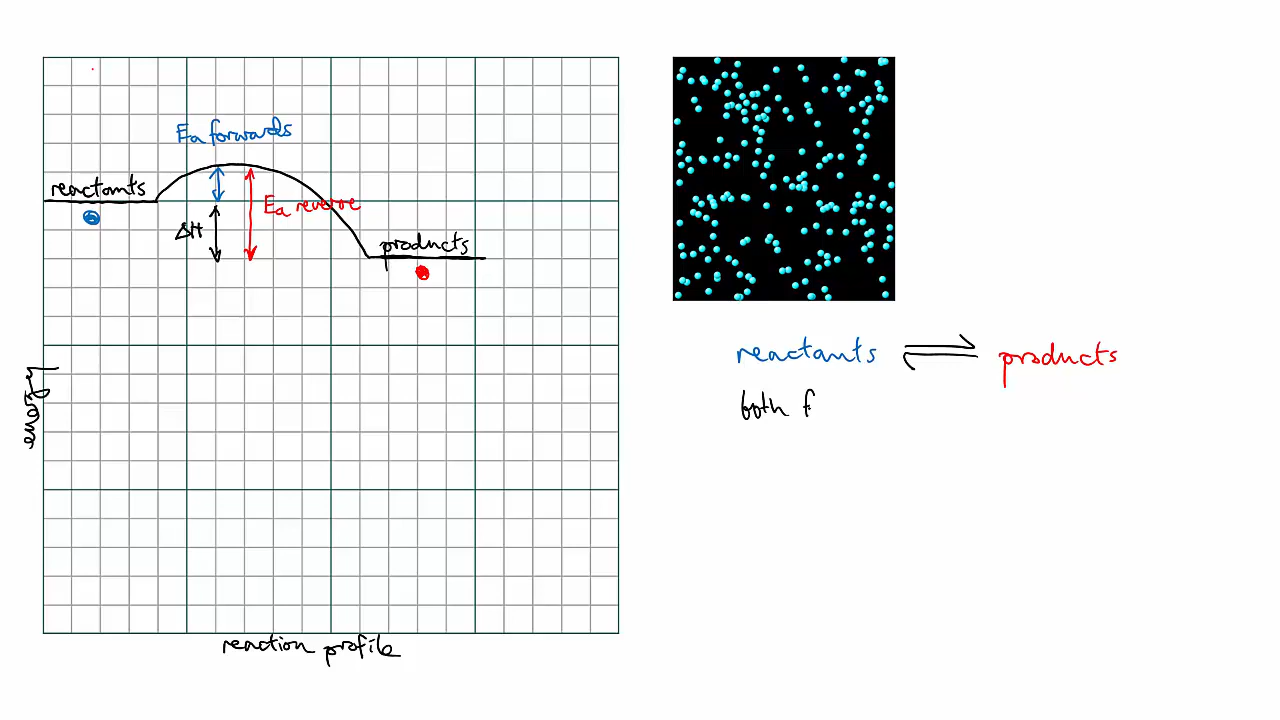 Ea forwards
reactants
Ea reverse
ΔH
products
energy
reaction profile
reactants ⇌ products
both f